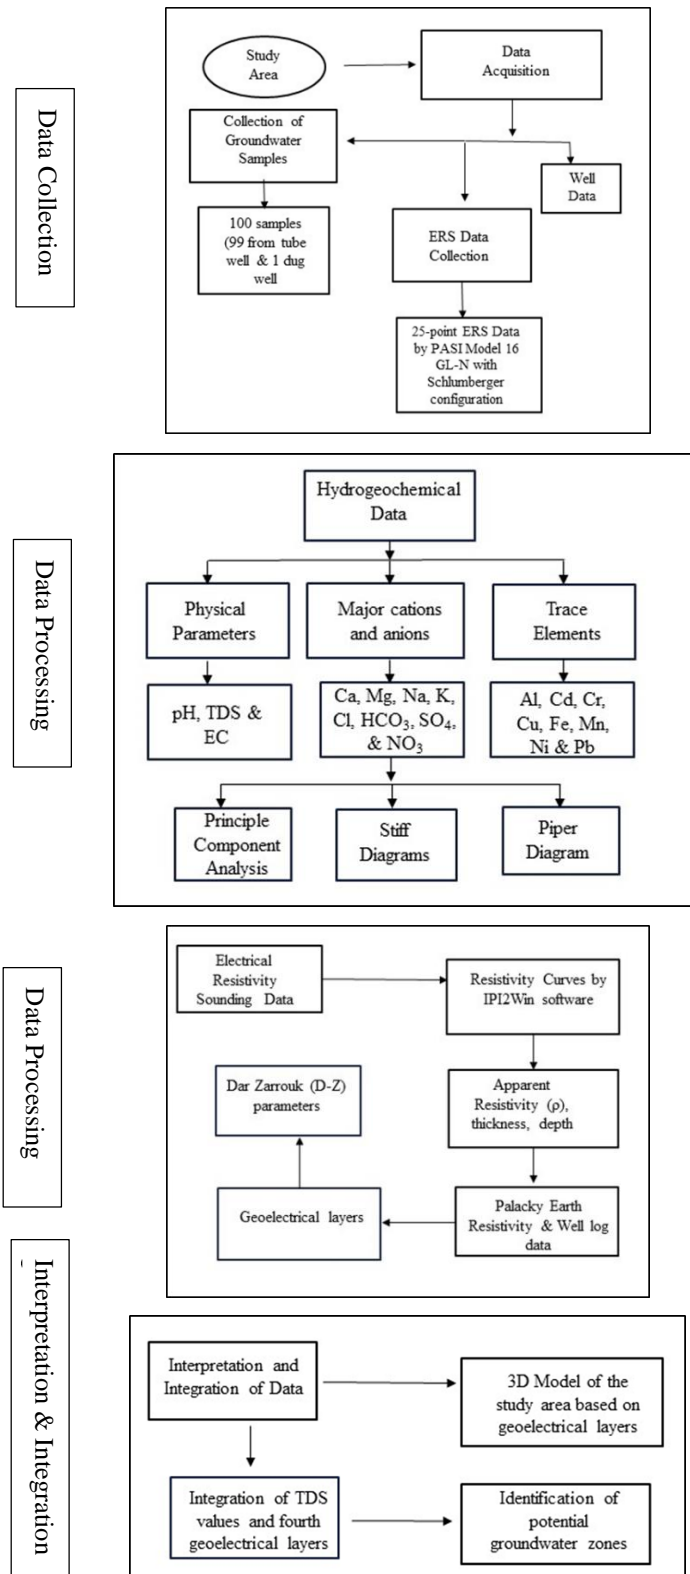 Data Collection
Study
Area
Data
Acquisition
Collection of
Groundwater
Samples
Well
Data
100 samples
(99 from tube
well & 1 dug
well
ERS Data
Collection
25-point ERS Data
by PASI Model 16
GL-N with
Schlumberger
configuration
Data Processing
Hydrogeochemical
Data
Physical
Parameters
Major cations
and anions
Trace
Elements
pH, TDS &
EC
Ca, Mg, Na, K,
Cl, HCO₃, SO₄,
& NO₃
Al, Cd, Cr,
Cu, Fe, Mn,
Ni & Pb
Principle
Component
Analysis
Stiff
Diagrams
Piper
Diagram
Data Processing
Electrical
Resistivity
Sounding Data
Resistivity Curves by
IPI2Win software
Dar Zarrouk (D-Z)
parameters
Apparent
Resistivity (ρ),
thickness, depth
Geoelectrical layers
Palacky Earth
Resistivity & Well log
data
Interpretation & Integration
Interpretation and
Integration of Data
3D Model of the
study area based on
geoelectrical layers
Integration of TDS
values and fourth
geoelectrical layers
Identification of
potential
groundwater zones